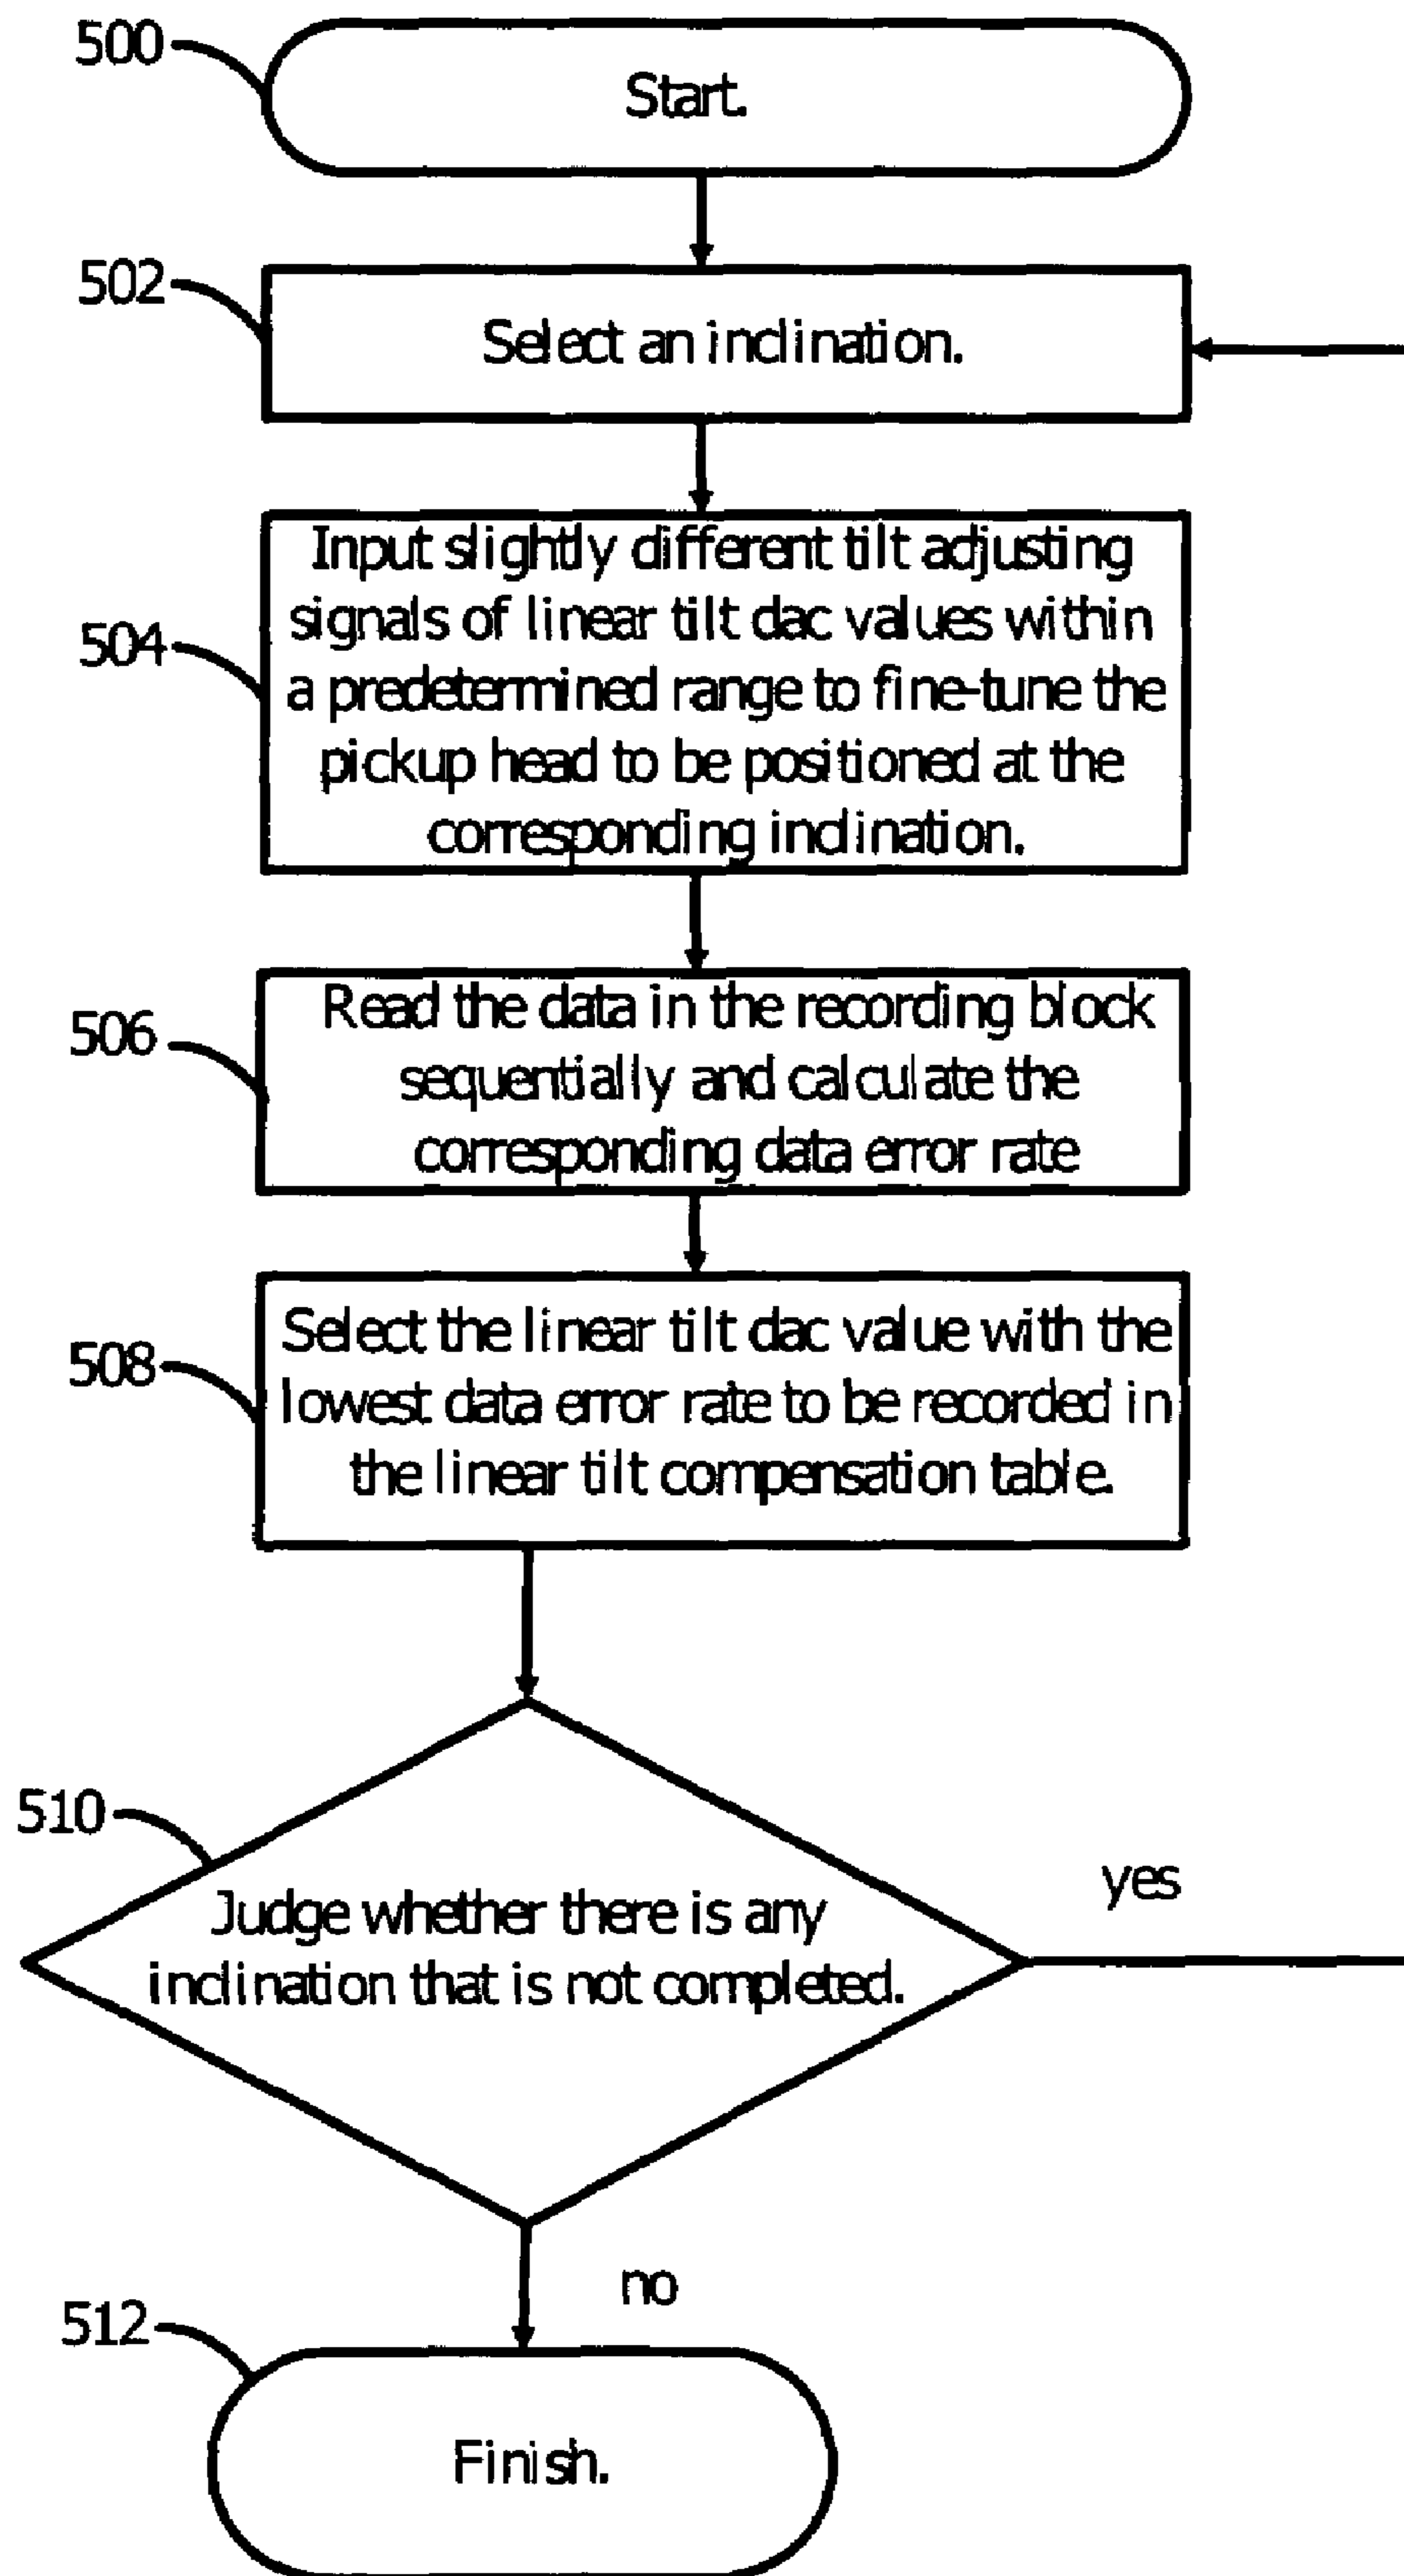 500
Start.
502
Select an inclination.
504
Input slightly different tilt adjusting
signals of linear tilt dac values within
a predetermined range to fine-tune the
pickup head to be positioned at the
corresponding inclination.
506
Read the data in the recording block
sequentially and calculate the
corresponding data error rate
508
Select the linear tilt dac value with the
lowest data error rate to be recorded in
the linear tilt compensation table.
510
Judge whether there is any
inclination that is not completed.
yes
no
512
Finish.